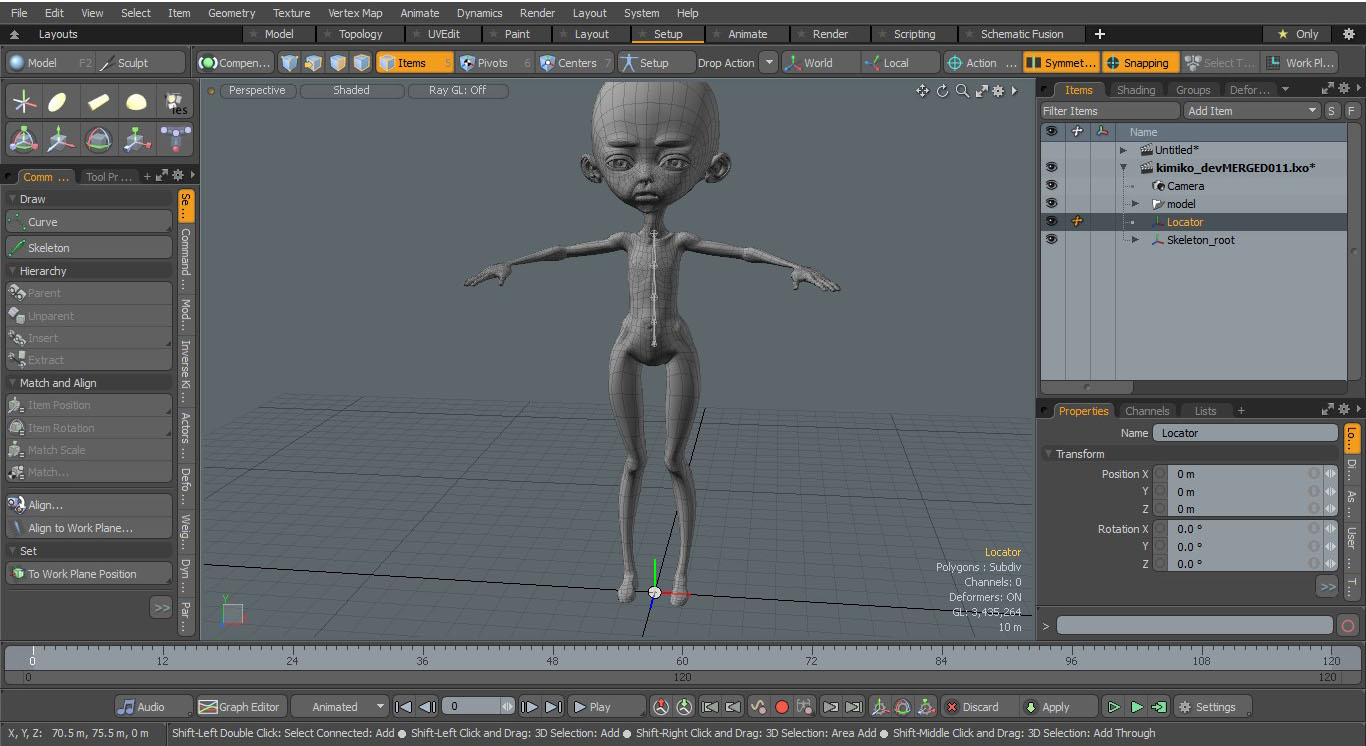 File Edit View Select Item Geometry Texture Vertex Map Animate Dynamics Render Layout System Help
Layouts Model Topology UVEdit Paint Layout Setup Animate Render Scripting Schematic Fusion + Only
Model F2 Sculpt Compen... Items 5 Pivots 6 Centers 7 Setup Drop Action World Local Action ... Symmet... Snapping Select T... Work Pl...
Perspective Shaded Ray GL: Off
Items Shading Groups Defor...
Filter Items Add Item S F
Name
Untitled*
kimiko_devMERGED011.lxo*
Camera
model
Locator
Skeleton_root
ies
Comm ... Tool Pr ... +
Draw
Curve
Skeleton
Hierarchy
Parent
Unparent
Insert
Extract
Match and Align
Item Position
Item Rotation
Match Scale
Match...
Align...
Align to Work Plane...
Set
To Work Plane Position
>>
Se ...
Command ...
Mod...
Inverse Ki ...
Actors ...
Defo ...
Weig...
Dyn ...
Par ...
Locator
Polygons : Subdiv
Channels: 0
Deformers: ON
GL: 3,435,264
10 m
Y
Properties Channels Lists +
Name Locator
Transform
Position X 0 m
Y 0 m
Z 0 m
Rotation X 0.0 °
Y 0.0 °
Z 0.0 °
>>
Lo...
Di...
As ...
User ...
T...
>
0 12 24 36 48 60 72 84 96 108 120
0 120 120
Audio Graph Editor Animated 0 Play Discard Apply Settings
X, Y, Z: 70.5 m, 75.5 m, 0 m Shift-Left Double Click: Select Connected: Add ● Shift-Left Click and Drag: 3D Selection: Add ● Shift-Right Click and Drag: 3D Selection: Area Add ● Shift-Middle Click and Drag: 3D Selection: Add Through